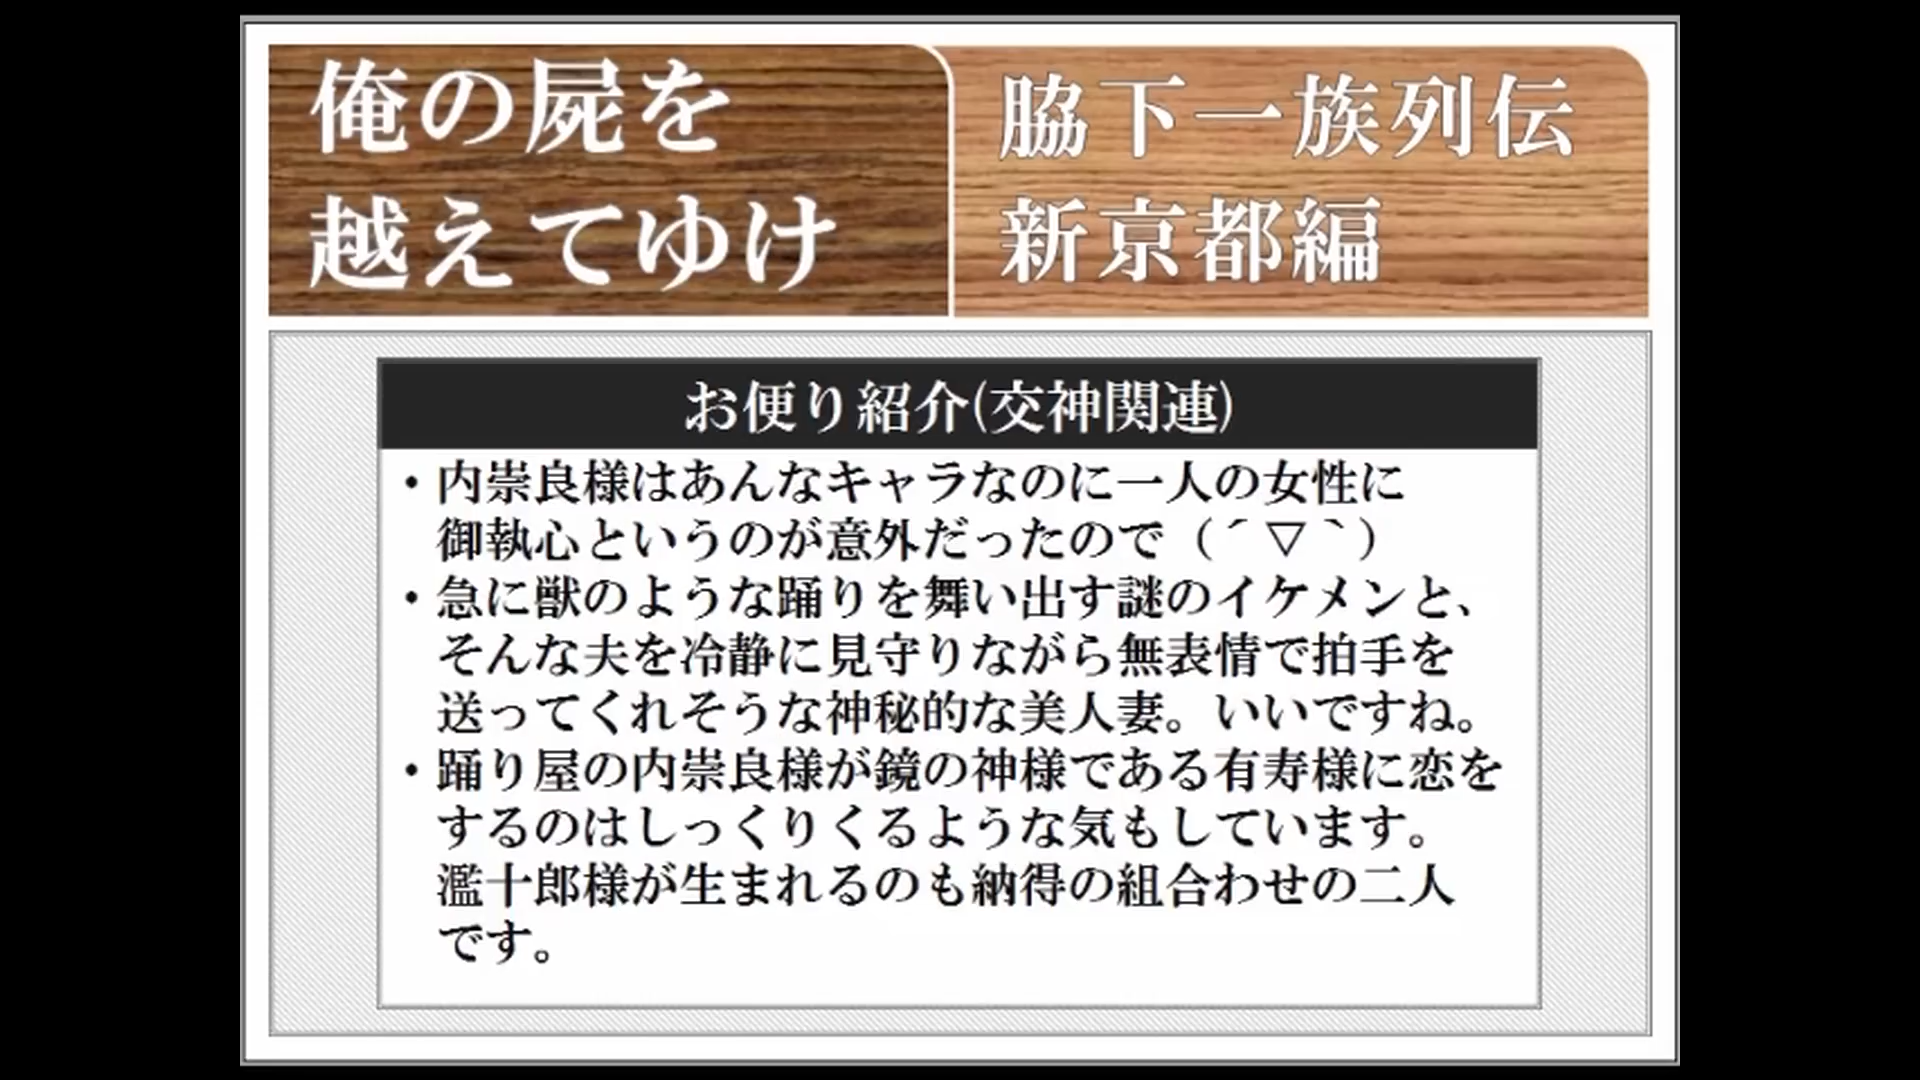 俺の屍を
越えてゆけ
脇下一族列伝
新京都編
お便り紹介(交神関連)
・内崇良様はあんなキャラなのに一人の女性に
御執心というのが意外だったので（´▽｀）
・急に獣のような踊りを舞い出す謎のイケメンと、
そんな夫を冷静に見守りながら無表情で拍手を
送ってくれそうな神秘的な美人妻。いいですね。
・踊り屋の内崇良様が鏡の神様である有寿様に恋を
するのはしっくりくるような気もしています。
濫十郎様が生まれるのも納得の組合わせの二人
です。